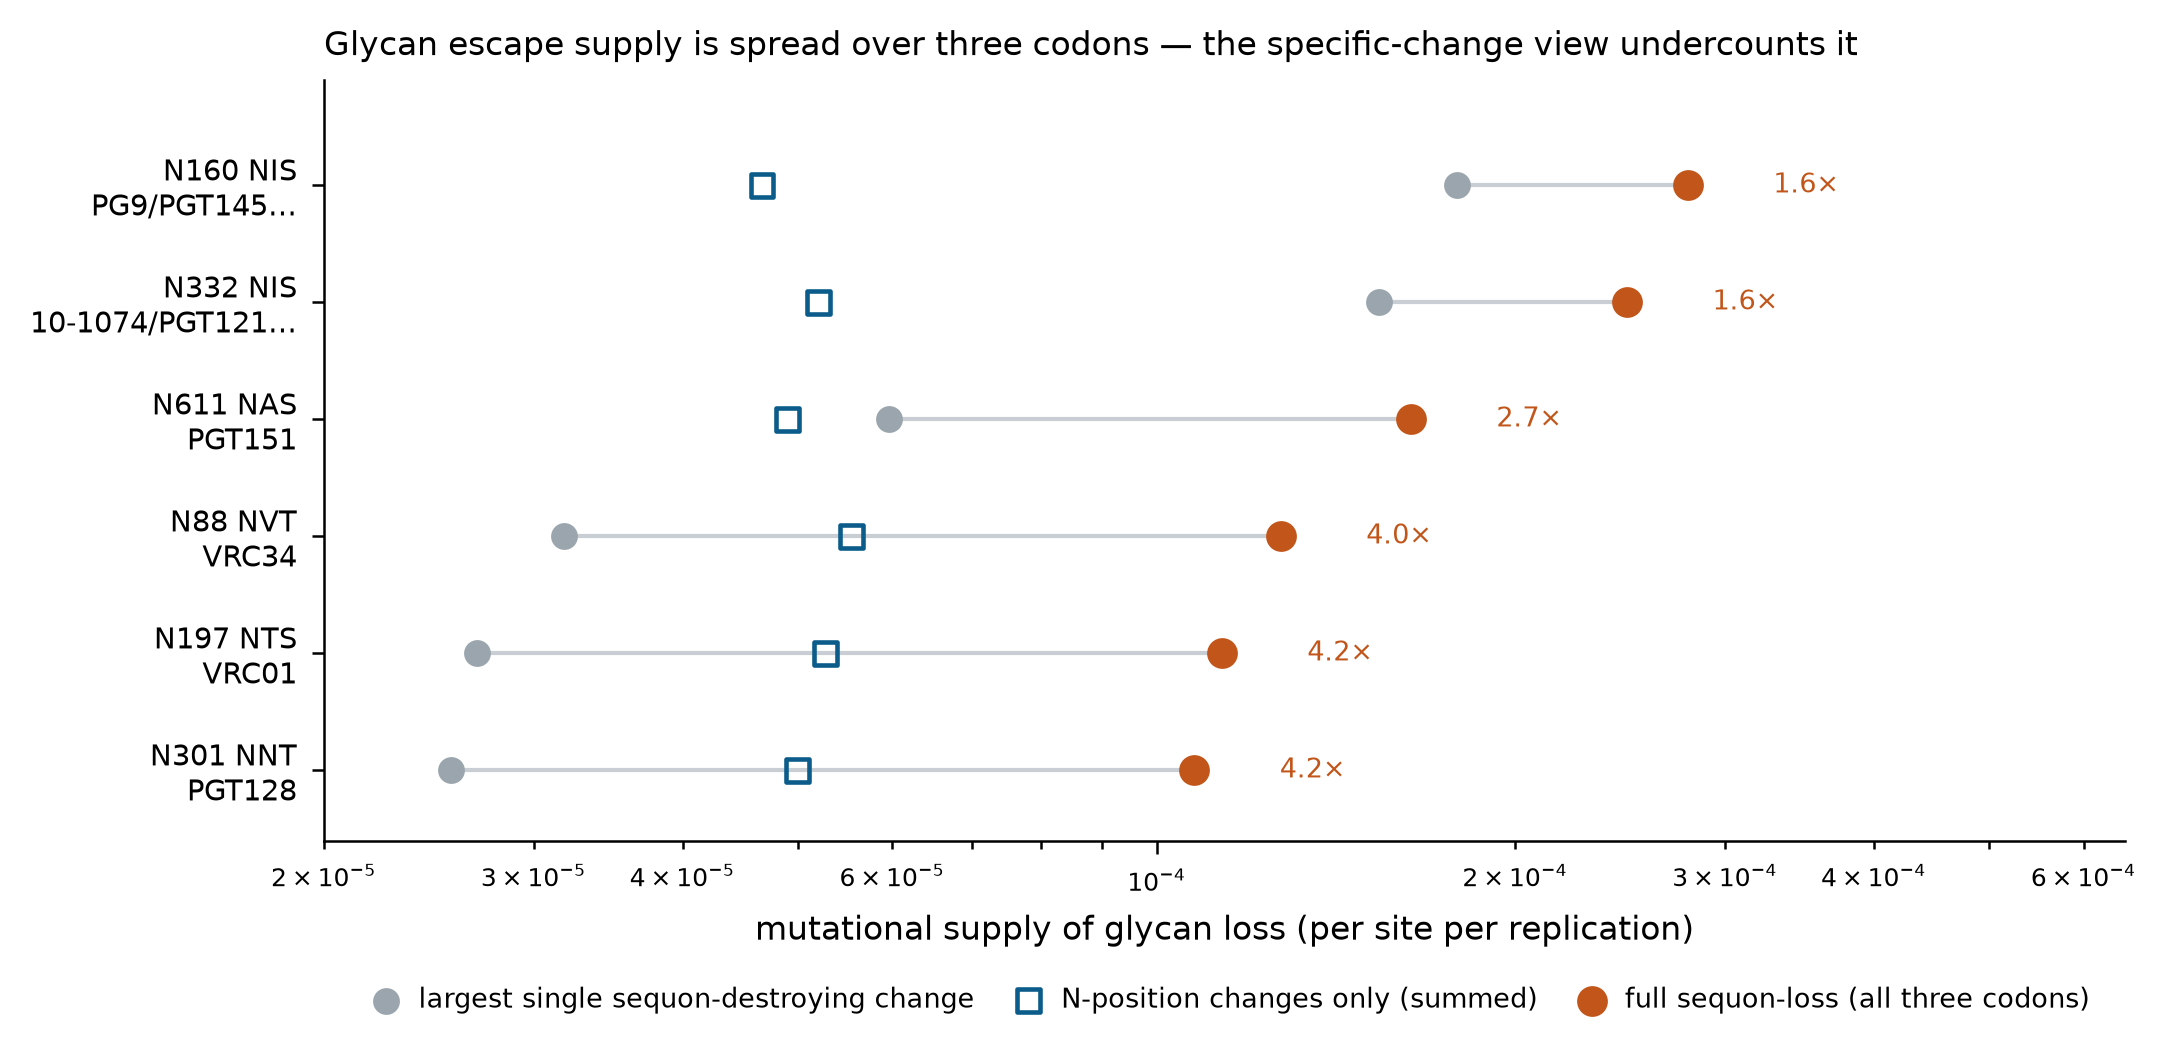 Glycan escape supply is spread over three codons — the specific-change view undercounts it
N160 NIS
PG9/PGT145...
1.6×
N332 NIS
10-1074/PGT121...
1.6×
N611 NAS
PGT151
2.7×
N88 NVT
VRC34
4.0×
N197 NTS
VRC01
4.2×
N301 NNT
PGT128
4.2×
2 × 10⁻⁵ 3 × 10⁻⁵ 4 × 10⁻⁵ 6 × 10⁻⁵ 10⁻⁴ 2 × 10⁻⁴ 3 × 10⁻⁴ 4 × 10⁻⁴ 6 × 10⁻⁴
mutational supply of glycan loss (per site per replication)
largest single sequon-destroying change N-position changes only (summed) full sequon-loss (all three codons)